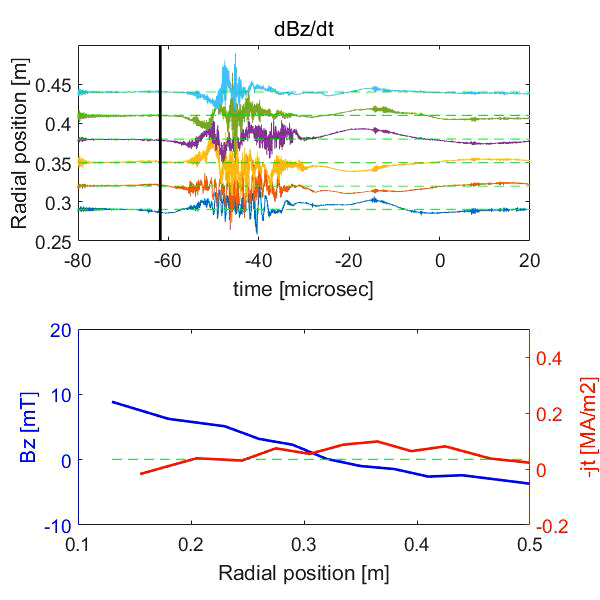 dBz/dt
Radial position [m]
0.45
0.4
0.35
0.3
0.25
-80 -60 -40 -20 0 20
time [microsec]
Bz [mT]
20
10
0
-10
0.4
0.2
0
-0.2
-jt [MA/m2]
0.1 0.2 0.3 0.4 0.5
Radial position [m]